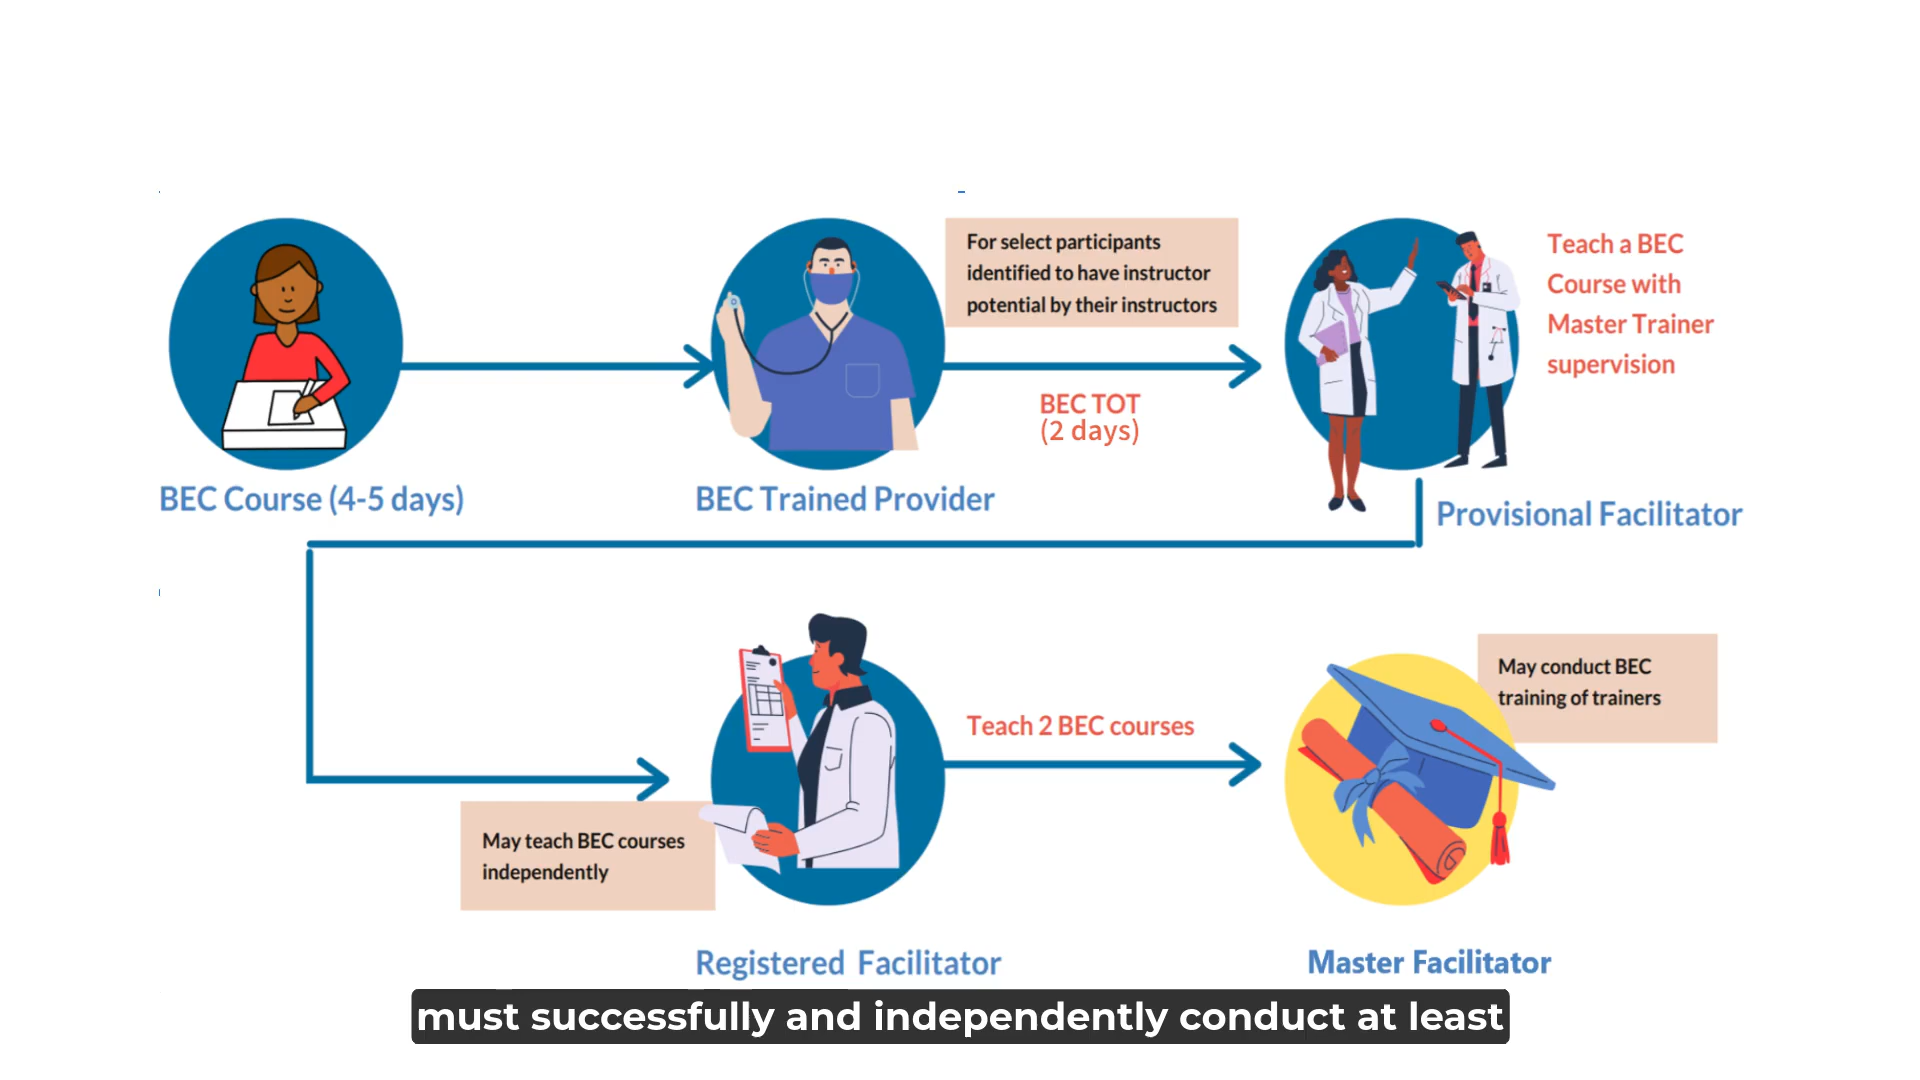 For select participants
identified to have instructor
potential by their instructors
Teach a BEC
Course with
Master Trainer
supervision
BEC TOT
(2 days)
BEC Course (4-5 days)
BEC Trained Provider
Provisional Facilitator
May teach BEC courses
independently
Teach 2 BEC courses
May conduct BEC
training of trainers
Registered Facilitator
Master Facilitator
must successfully and independently conduct at least